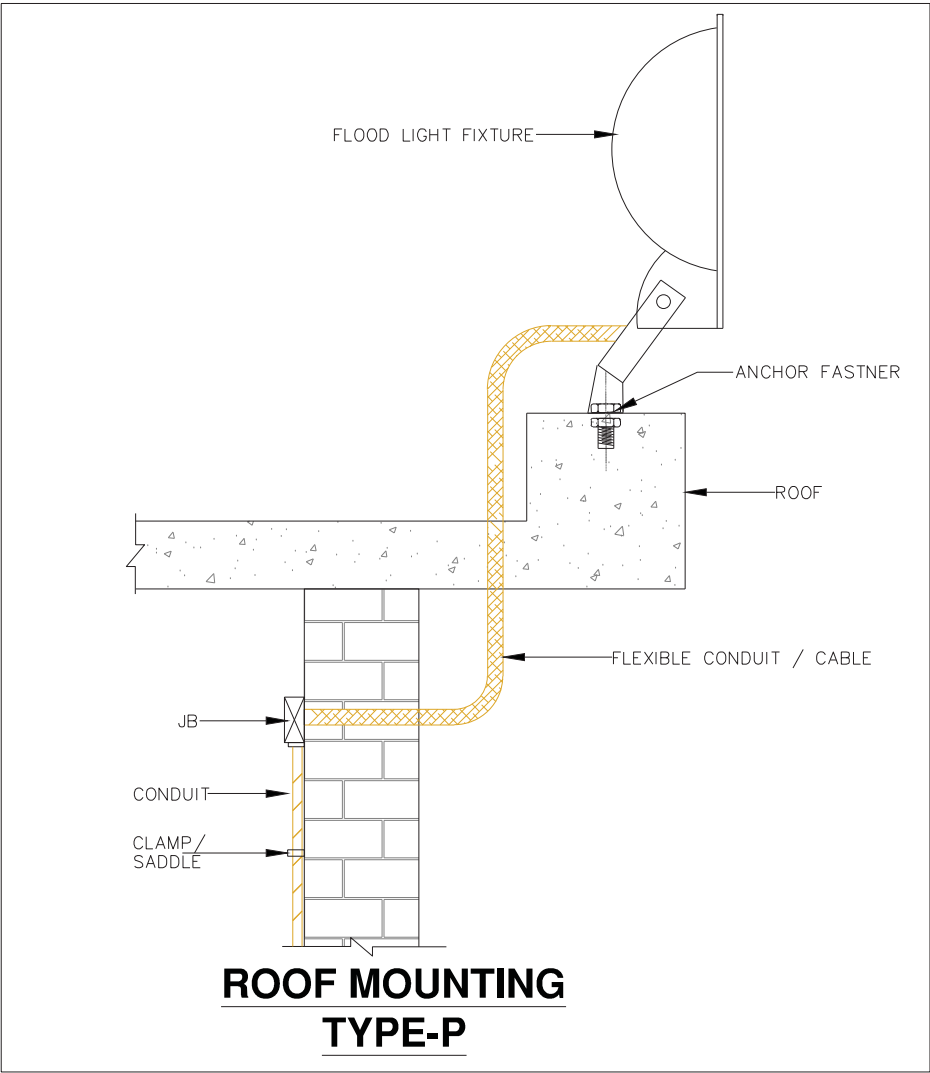 FLOOD LIGHT FIXTURE
ANCHOR FASTNER
ROOF
FLEXIBLE CONDUIT / CABLE
JB
CONDUIT
CLAMP/
SADDLE
ROOF MOUNTING
TYPE-P